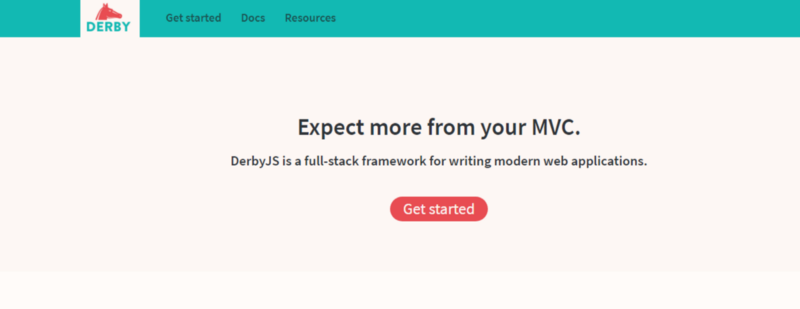 DERBY
Get started Docs Resources
Expect more from your MVC.
DerbyJS is a full-stack framework for writing modern web applications.
Get started